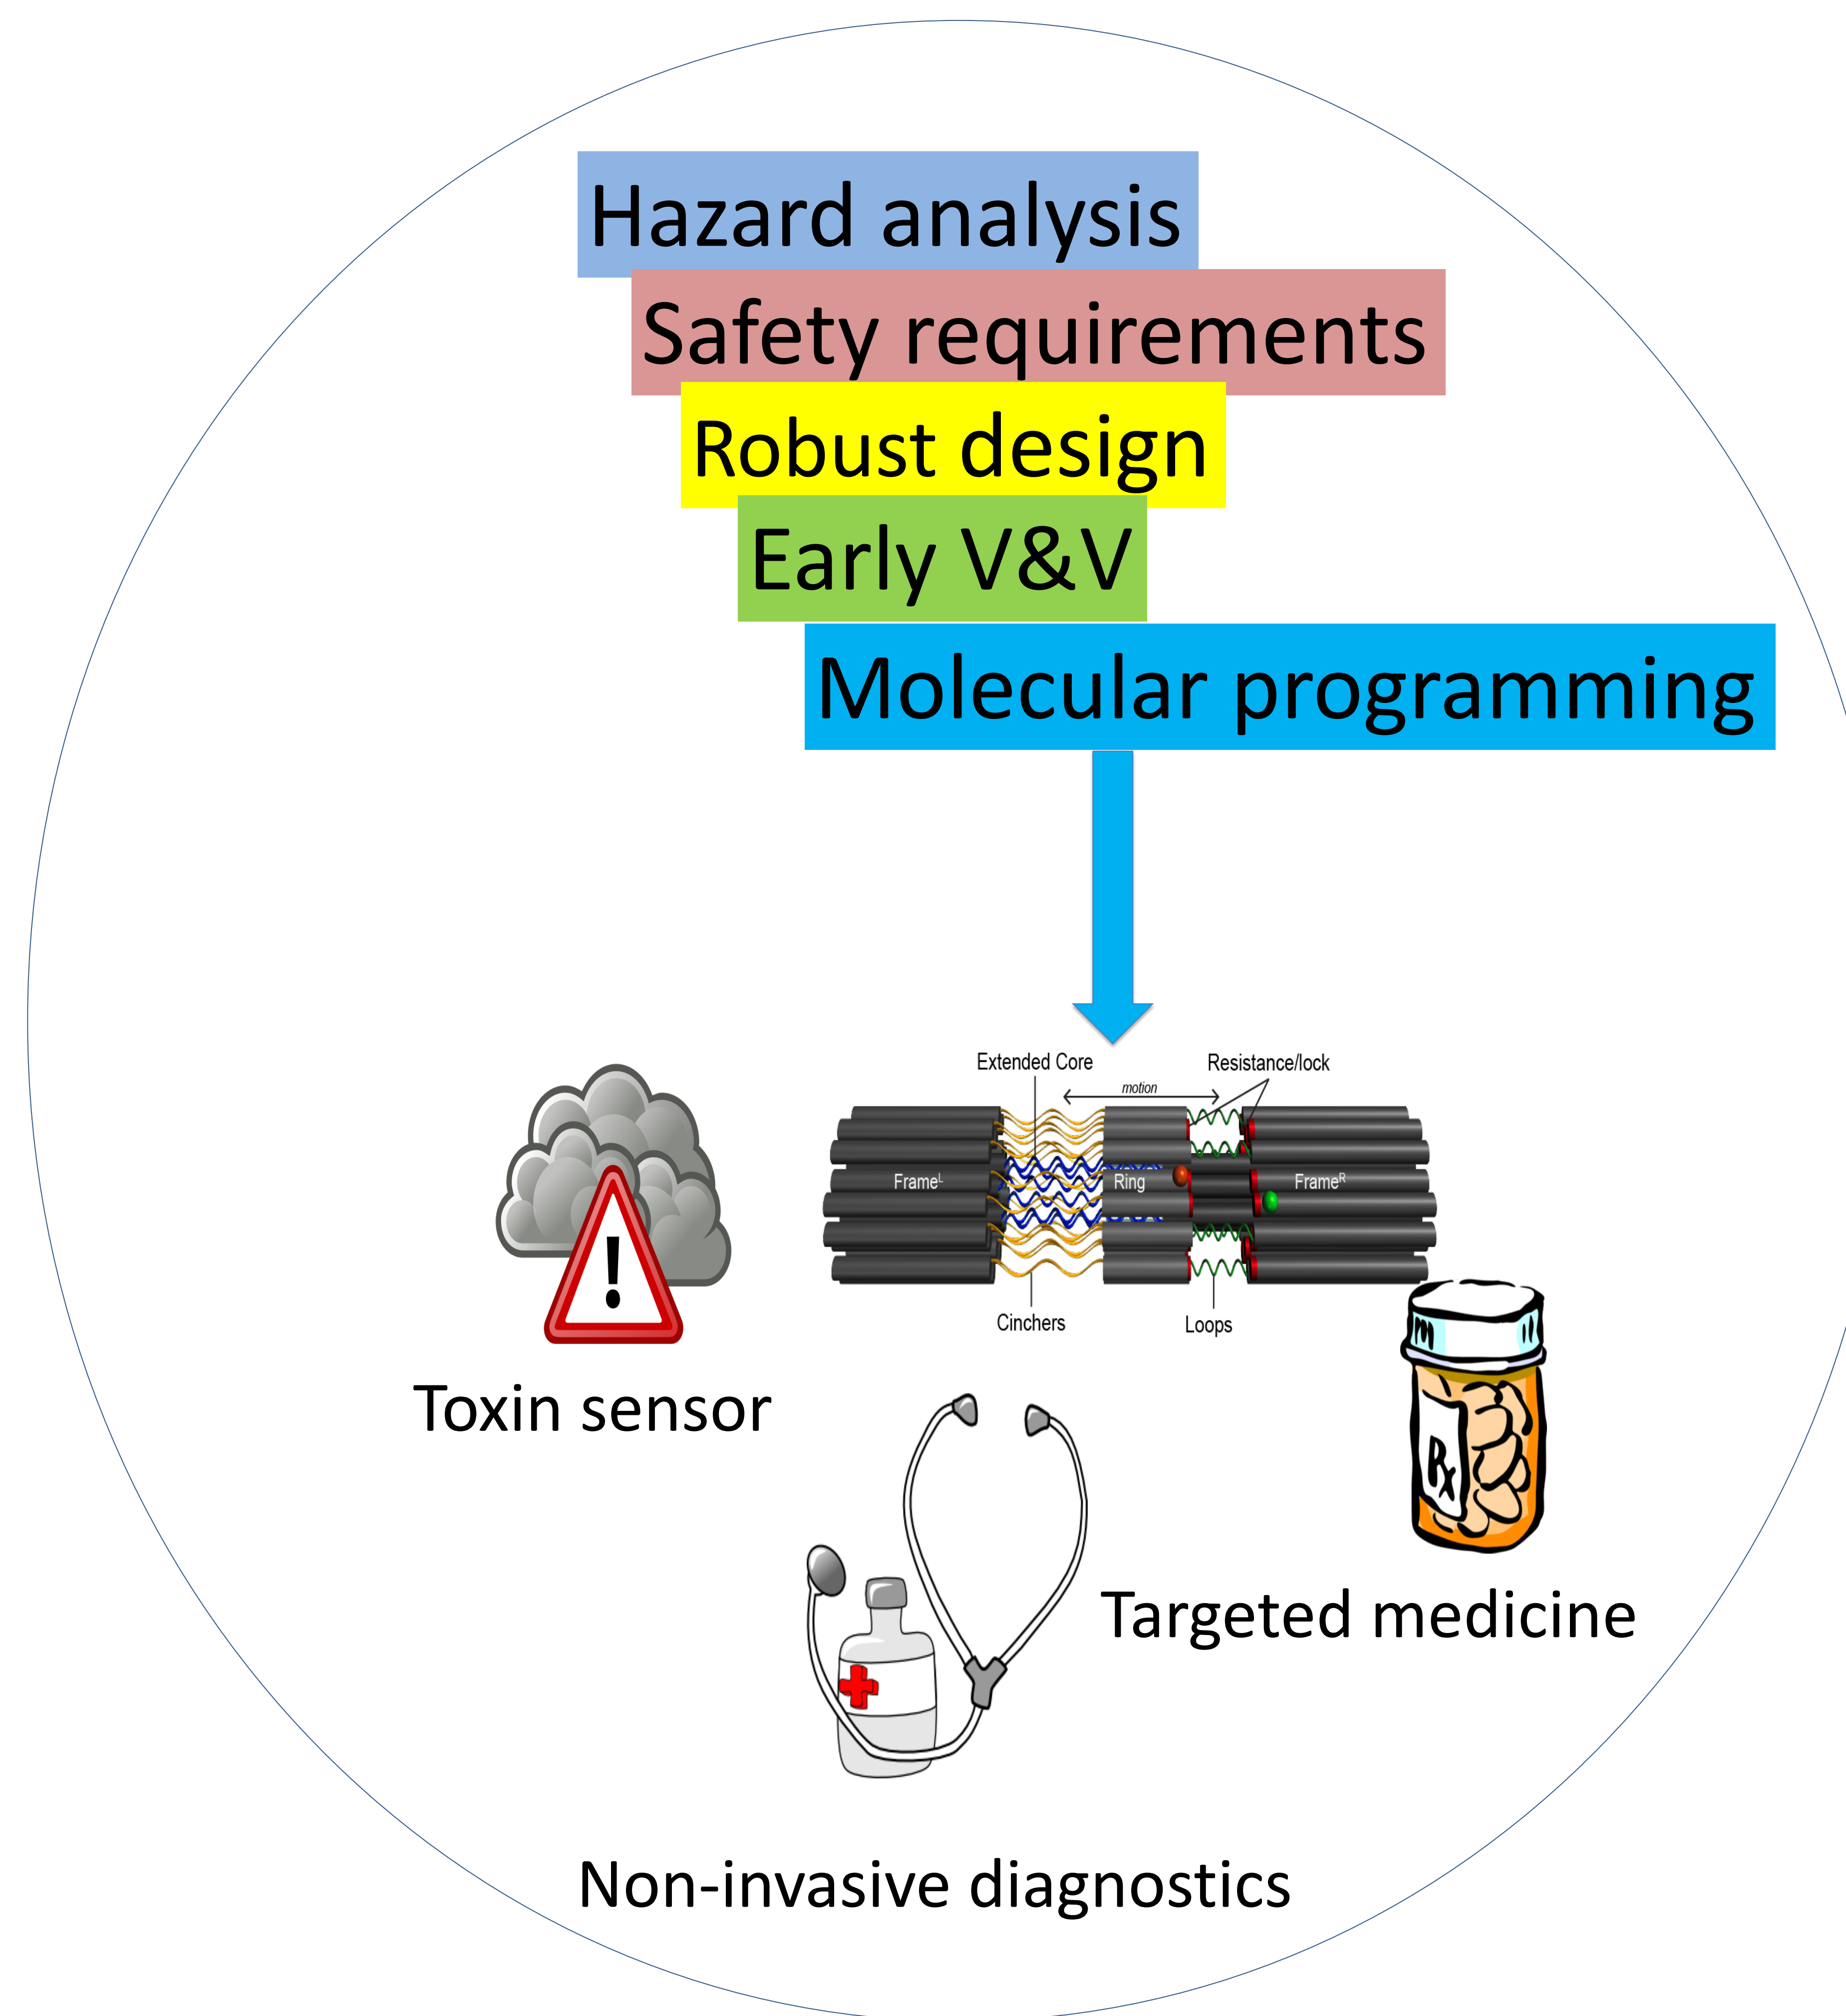 Hazard analysis
Safety requirements
Robust design
Early V&V
Molecular programming
Extended Core
Resistance/lock
motion
Frameᴸ
Ring
Frameᴿ
Cinchers
Loops
Toxin sensor
Rx
Targeted medicine
Non-invasive diagnostics